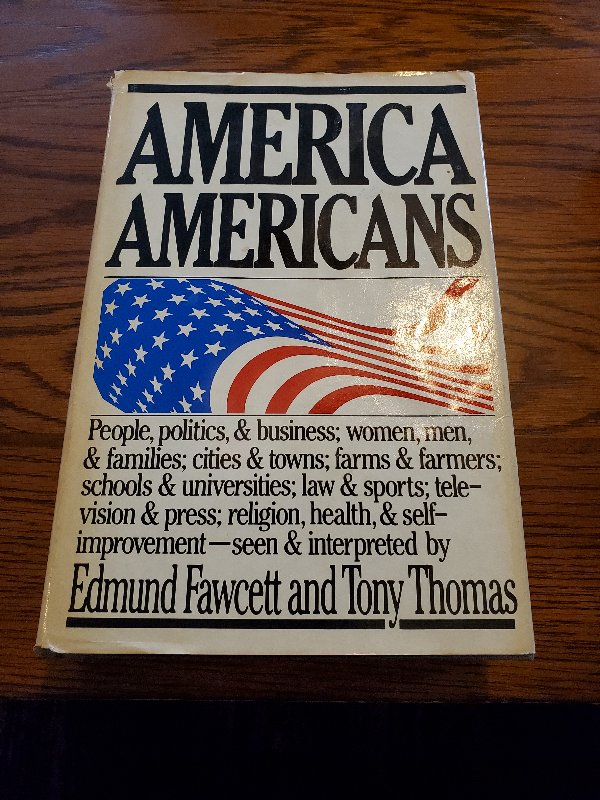 AMERICA
AMERICANS
People, politics, & business; women, men,
& families; cities & towns; farms & farmers;
schools & universities; law & sports; tele-
vision & press; religion, health, & self-
improvement—seen & interpreted by
Edmund Fawcett and Tony Thomas